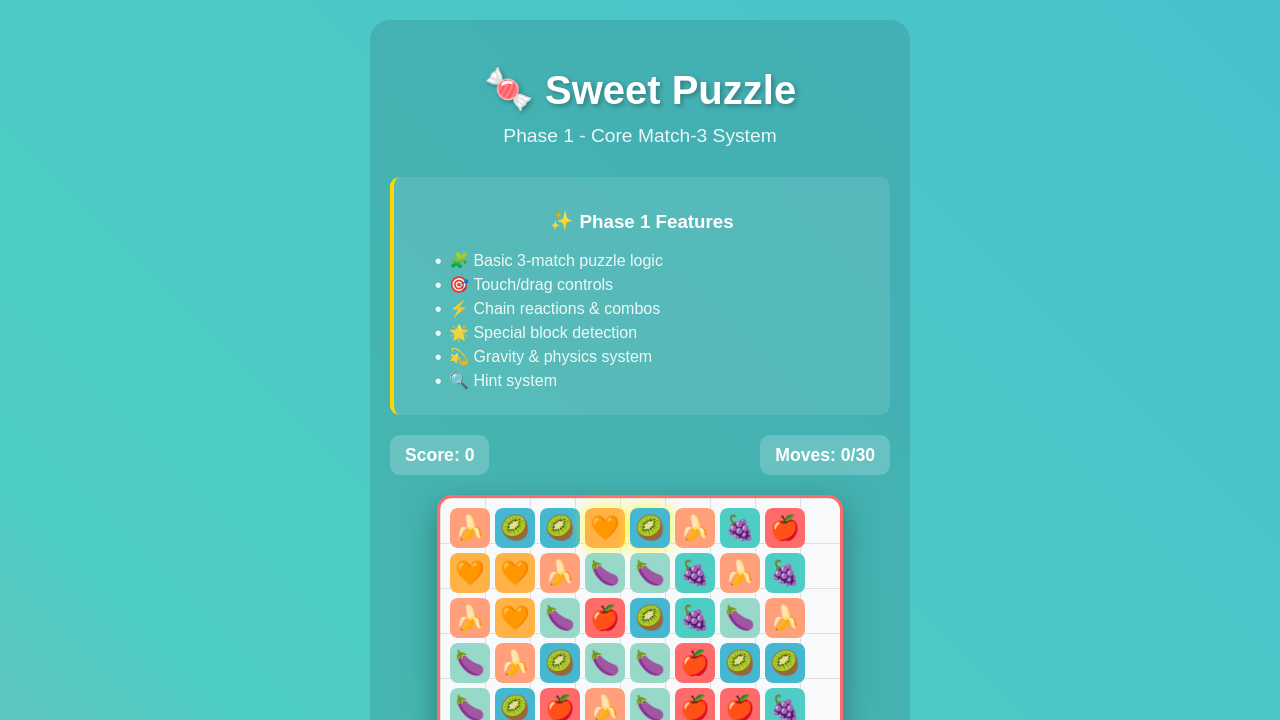 🍬 Sweet Puzzle
Phase 1 - Core Match-3 System
✨ Phase 1 Features
• 🧩 Basic 3-match puzzle logic
• 🎯 Touch/drag controls
• ⚡ Chain reactions & combos
• 🌟 Special block detection
• 💫 Gravity & physics system
• 🔍 Hint system
Score: 0
Moves: 0/30